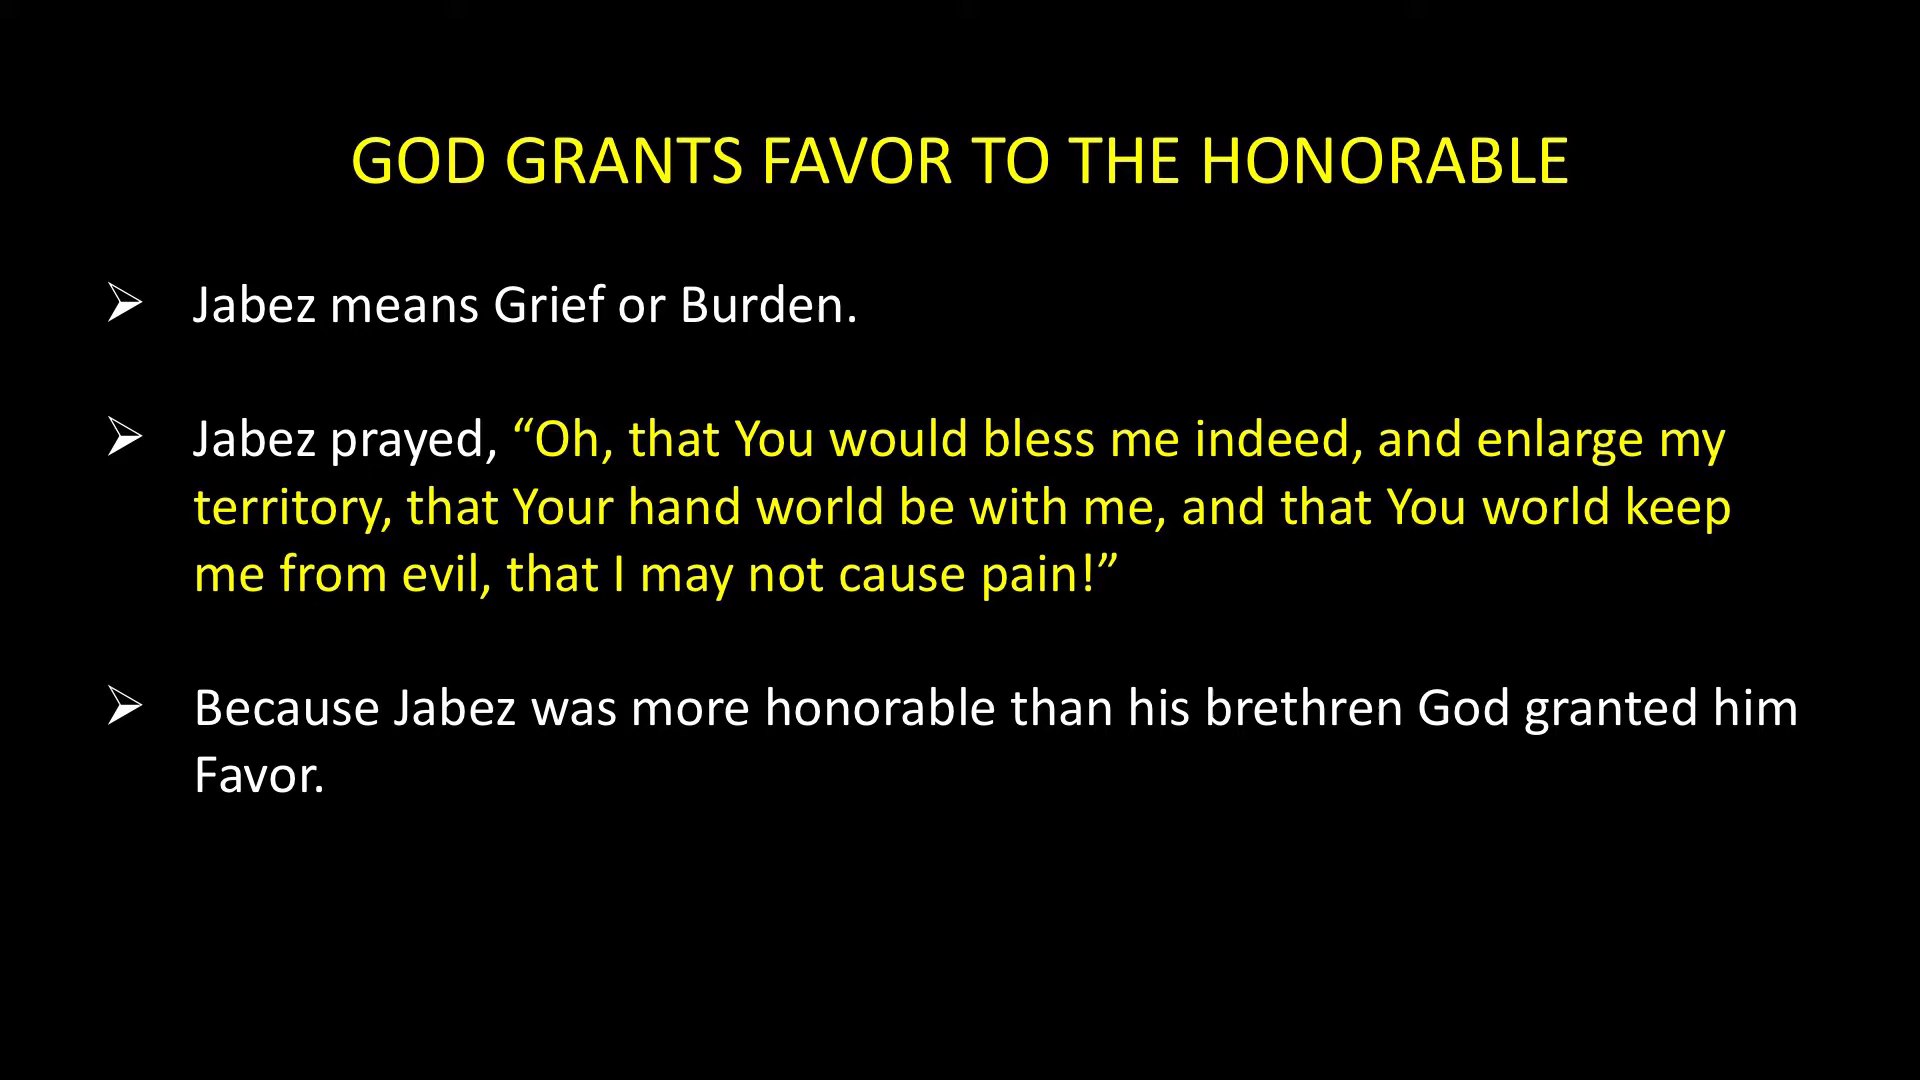 GOD GRANTS FAVOR TO THE HONORABLE
➢ Jabez means Grief or Burden.
➢ Jabez prayed, “Oh, that You would bless me indeed, and enlarge my
territory, that Your hand world be with me, and that You world keep
me from evil, that I may not cause pain!”
➢ Because Jabez was more honorable than his brethren God granted him
Favor.